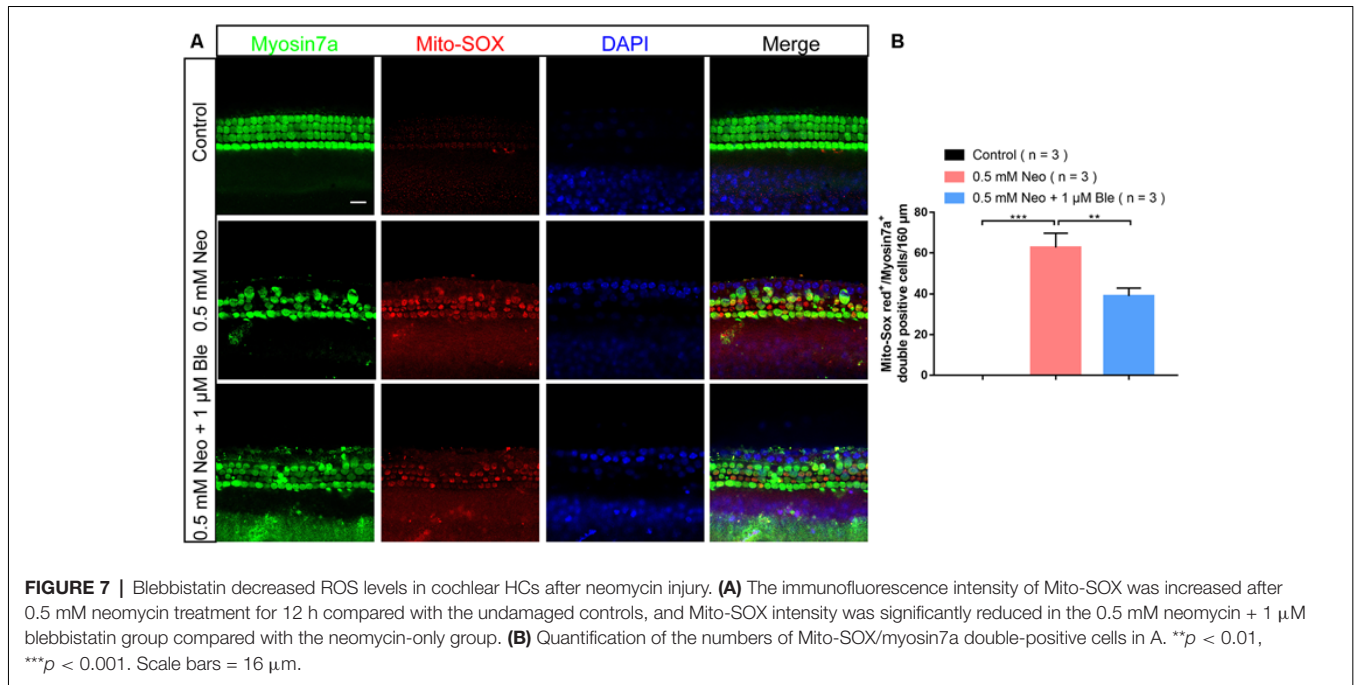 A
Myosin7a Mito-SOX DAPI Merge
Control
0.5 mM Neo
0.5 mM Neo + 1 µM Ble
B
Control ( n = 3 )
0.5 mM Neo ( n = 3 )
0.5 mM Neo + 1 µM Ble ( n = 3 )
Mito-Sox red⁺/Myosin7a⁺
double positive cells/160 µm
80
60
40
20
0
***
**
FIGURE 7 | Blebbistatin decreased ROS levels in cochlear HCs after neomycin injury. (A) The immunofluorescence intensity of Mito-SOX was increased after
0.5 mM neomycin treatment for 12 h compared with the undamaged controls, and Mito-SOX intensity was significantly reduced in the 0.5 mM neomycin + 1 µM
blebbistatin group compared with the neomycin-only group. (B) Quantification of the numbers of Mito-SOX/myosin7a double-positive cells in A. **p < 0.01,
***p < 0.001. Scale bars = 16 µm.